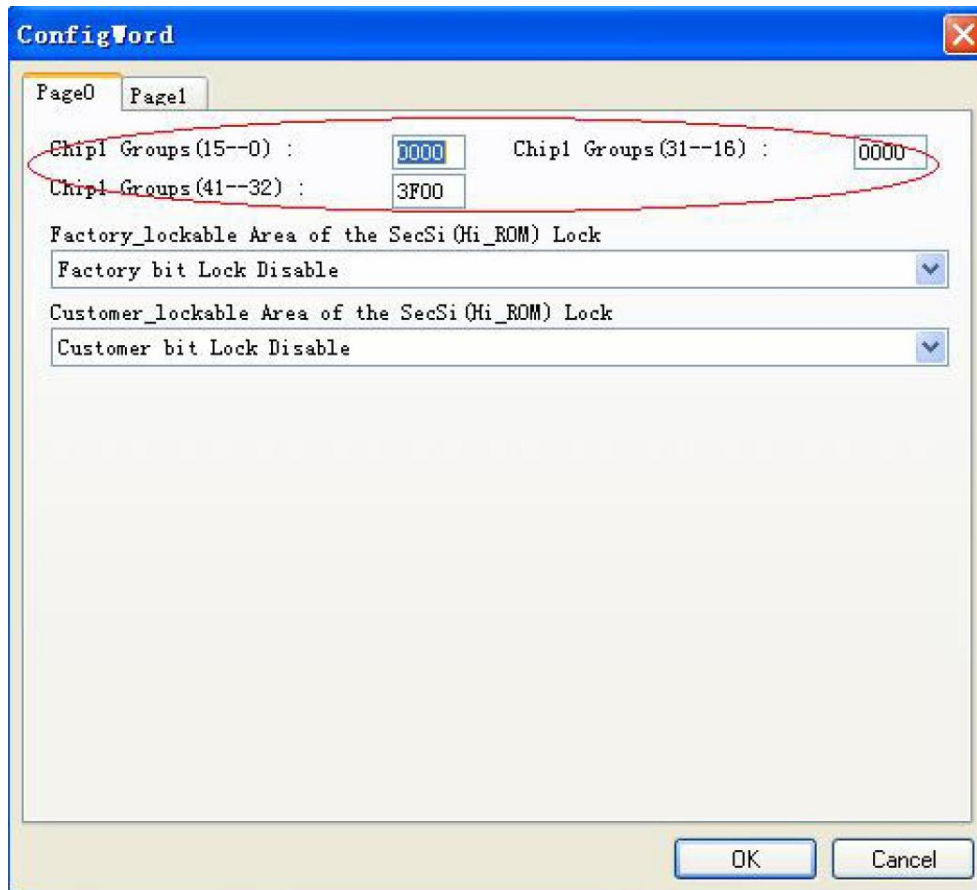 ConfigWord
Page0 Page1
Chip1 Groups(15--0) : 0000 Chip1 Groups(31--16) : 0000
Chip1 Groups(41--32) : 3F00
Factory_lockable Area of the SecSi(Hi_ROM) Lock
Factory bit Lock Disable
Customer_lockable Area of the SecSi(Hi_ROM) Lock
Customer bit Lock Disable
OK Cancel